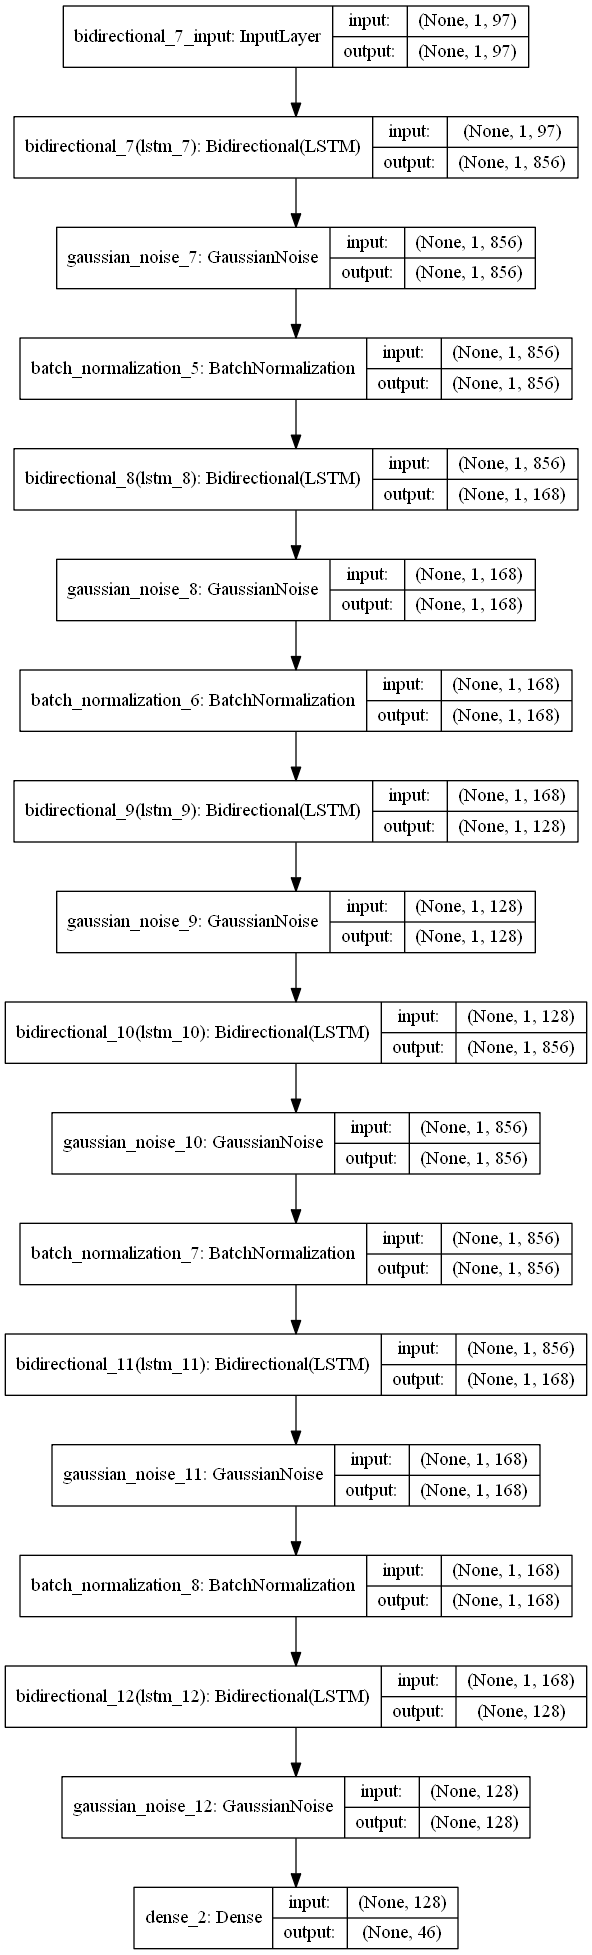 bidirectional_7_input: InputLayer
input:
(None, 1, 97)
output:
(None, 1, 97)
bidirectional_7(lstm_7): Bidirectional(LSTM)
input:
(None, 1, 97)
output:
(None, 1, 856)
gaussian_noise_7: GaussianNoise
input:
(None, 1, 856)
output:
(None, 1, 856)
batch_normalization_5: BatchNormalization
input:
(None, 1, 856)
output:
(None, 1, 856)
bidirectional_8(lstm_8): Bidirectional(LSTM)
input:
(None, 1, 856)
output:
(None, 1, 168)
gaussian_noise_8: GaussianNoise
input:
(None, 1, 168)
output:
(None, 1, 168)
batch_normalization_6: BatchNormalization
input:
(None, 1, 168)
output:
(None, 1, 168)
bidirectional_9(lstm_9): Bidirectional(LSTM)
input:
(None, 1, 168)
output:
(None, 1, 128)
gaussian_noise_9: GaussianNoise
input:
(None, 1, 128)
output:
(None, 1, 128)
bidirectional_10(lstm_10): Bidirectional(LSTM)
input:
(None, 1, 128)
output:
(None, 1, 856)
gaussian_noise_10: GaussianNoise
input:
(None, 1, 856)
output:
(None, 1, 856)
batch_normalization_7: BatchNormalization
input:
(None, 1, 856)
output:
(None, 1, 856)
bidirectional_11(lstm_11): Bidirectional(LSTM)
input:
(None, 1, 856)
output:
(None, 1, 168)
gaussian_noise_11: GaussianNoise
input:
(None, 1, 168)
output:
(None, 1, 168)
batch_normalization_8: BatchNormalization
input:
(None, 1, 168)
output:
(None, 1, 168)
bidirectional_12(lstm_12): Bidirectional(LSTM)
input:
(None, 1, 168)
output:
(None, 128)
gaussian_noise_12: GaussianNoise
input:
(None, 128)
output:
(None, 128)
dense_2: Dense
input:
(None, 128)
output:
(None, 46)